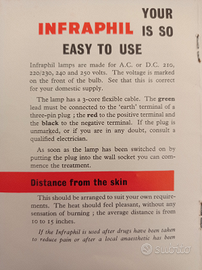 YOUR
INFRAPHIL IS SO
EASY TO USE
Infraphil lamps are made for A.C. or D.C. 210,
220/230, 240 and 250 volts. The voltage is marked
on the front of the bulb. See that this is correct
for your domestic supply.
The lamp has a 3-core flexible cable. The green
lead must be connected to the 'earth' terminal of a
three-pin plug ; the red to the positive terminal and
the black to the negative terminal. If the plug is
unmarked, or if you are in any doubt, consult a
qualified electrician.
As soon as the lamp has been switched on by
putting the plug into the wall socket you can com-
mence the treatment.
Distance from the skin
This should be arranged to suit your own require-
ments. The heat should feel pleasant, without any
sensation of burning ; the average distance from
10 to 15 inches.
If the Infraphil is used after drugs have been taken
to reduce pain or after a local anaesthetic has been
subito